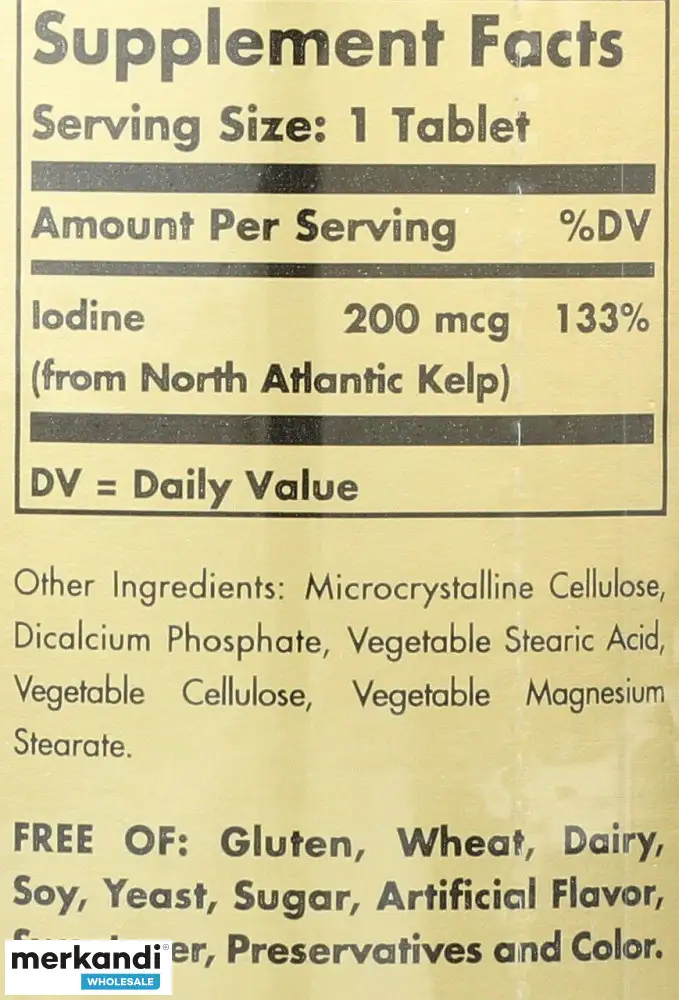 Supplement Facts
Serving Size: 1 Tablet
Amount Per Serving %DV
Iodine 200 mcg 133%
(from North Atlantic Kelp)
DV = Daily Value
Other Ingredients: Microcrystalline Cellulose,
Dicalcium Phosphate, Vegetable Stearic Acid,
Vegetable Cellulose, Vegetable Magnesium
Stearate.
FREE OF: Gluten, Wheat, Dairy,
Soy, Yeast, Sugar, Artificial Flavor,
Preservatives and Color.
merkandi®
WHOLESALE